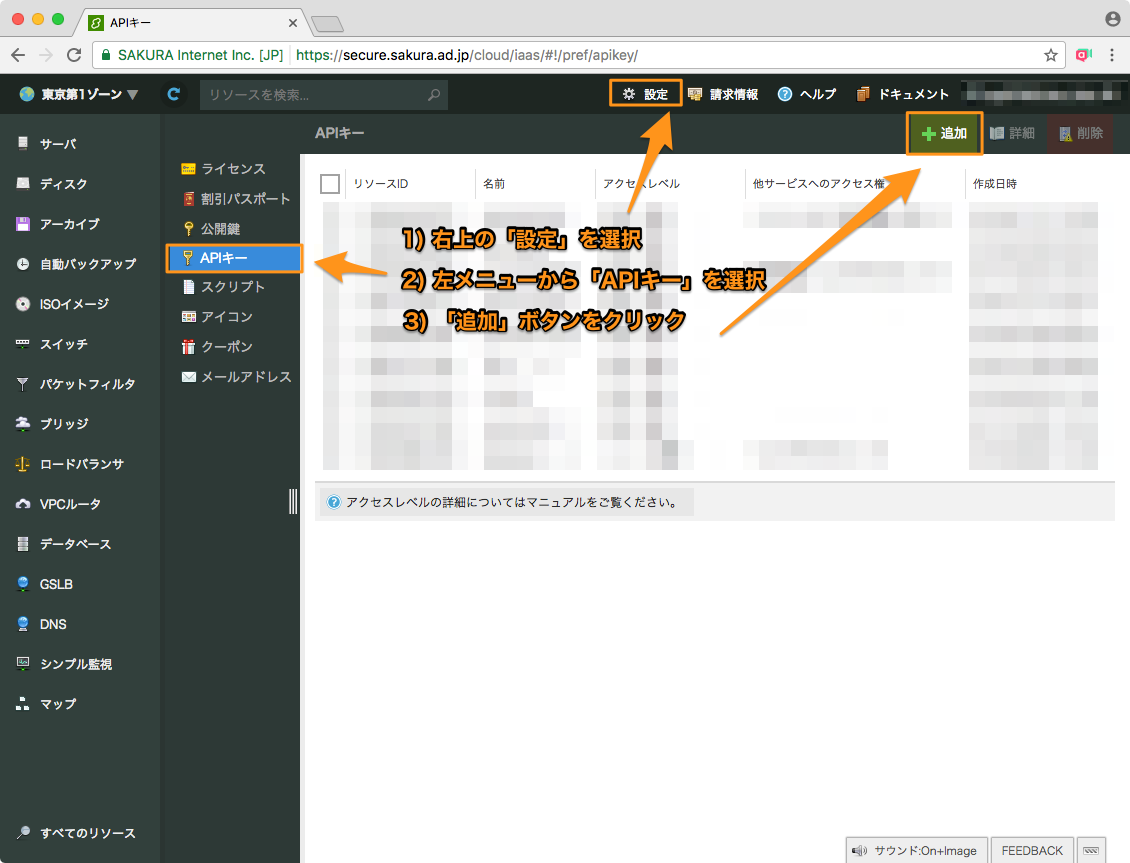 APIキー
SAKURA Internet Inc. [JP] https://secure.sakura.ad.jp/cloud/iaas/#!/pref/apikey/
東京第1ゾーン リソースを検索... 設定 請求情報 ヘルプ ドキュメント
APIキー 追加 詳細 削除
サーバ
ディスク
アーカイブ
自動バックアップ
ISOイメージ
スイッチ
パケットフィルタ
ブリッジ
ロードバランサ
VPCルータ
データベース
GSLB
DNS
シンプル監視
マップ
すべてのリソース
ライセンス
割引パスポート
公開鍵
APIキー
スクリプト
アイコン
クーポン
メールアドレス
リソースID 名前 アクセスレベル 他サービスへのアクセス権 作成日時
1) 右上の「設定」を選択
2) 左メニューから「APIキー」を選択
3) 「追加」ボタンをクリック
アクセスレベルの詳細についてはマニュアルをご覧ください。
サウンド:On+Image FEEDBACK